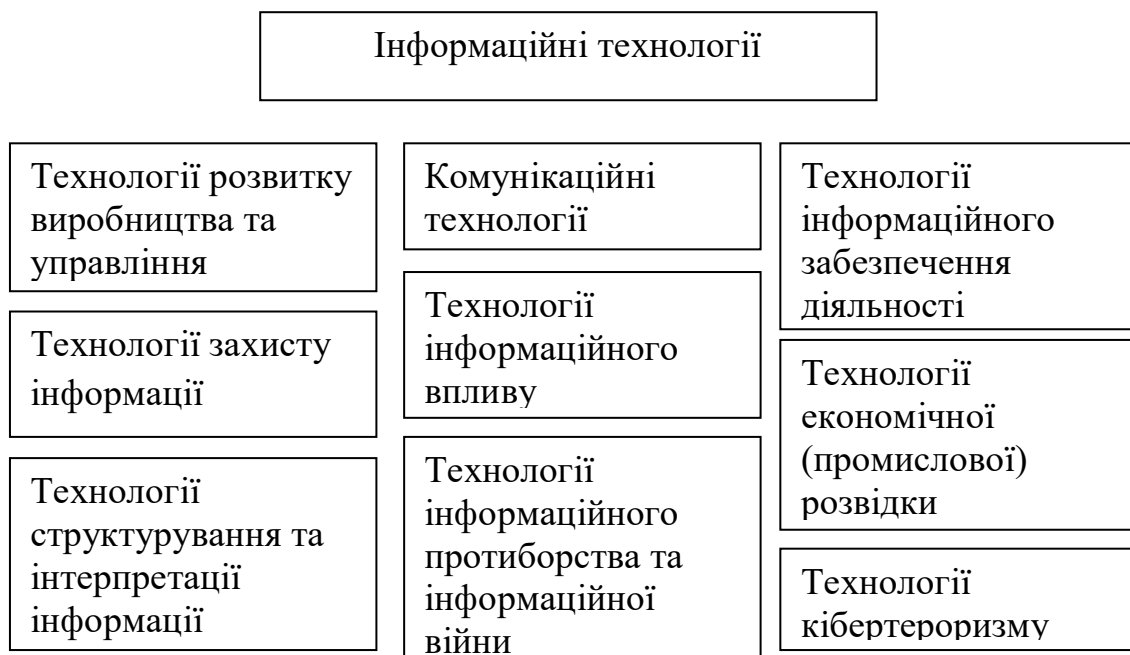 Інформаційні технології
Технології розвитку
виробництва та
управління
Технології захисту
інформації
Технології
структурування та
інтерпретації
інформації
Комунікаційні
технології
Технології
інформаційного
впливу
Технології
інформаційного
протиборства та
інформаційної
війни
Технології
інформаційного
забезпечення
діяльності
Технології
економічної
(промислової)
розвідки
Технології
кібертероризму